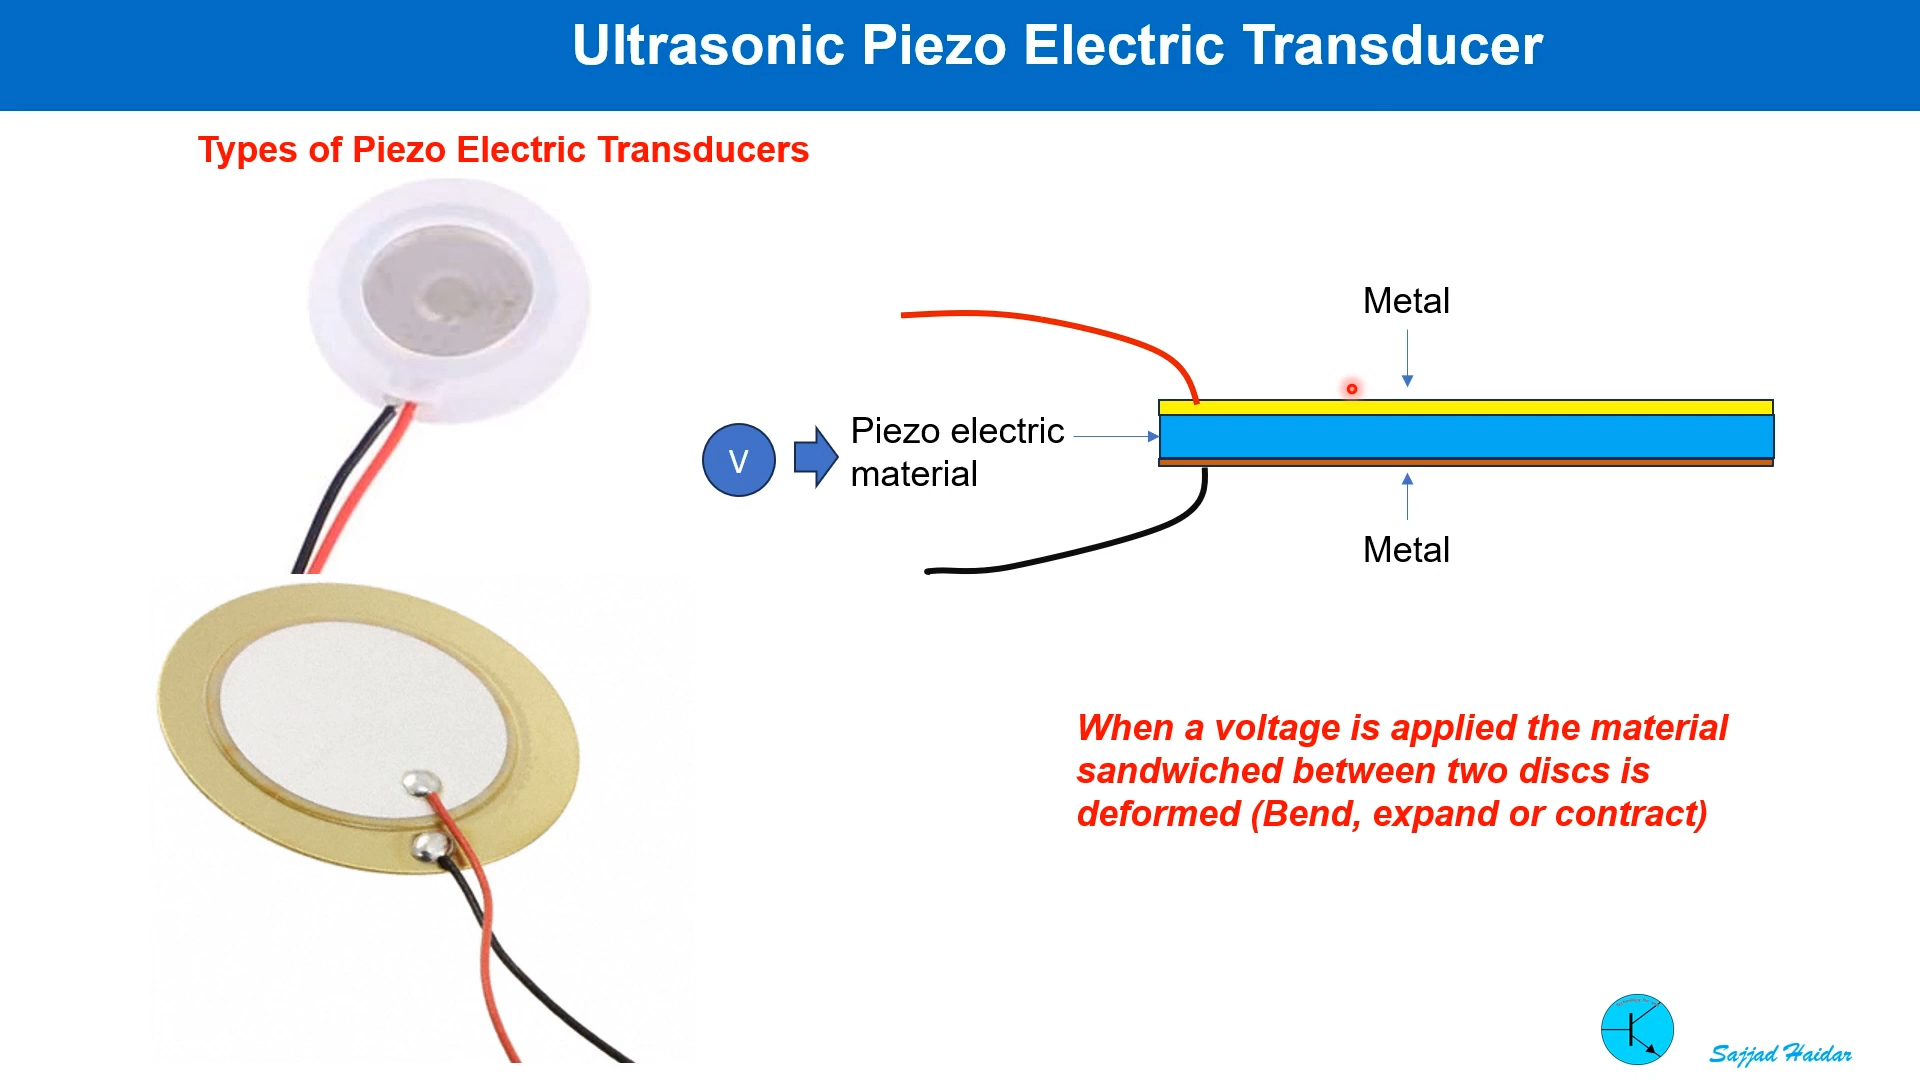 Ultrasonic Piezo Electric Transducer
Types of Piezo Electric Transducers
Metal
V
Piezo electric
material
Metal
When a voltage is applied the material
sandwiched between two discs is
deformed (Bend, expand or contract)
Sajjad Haidar